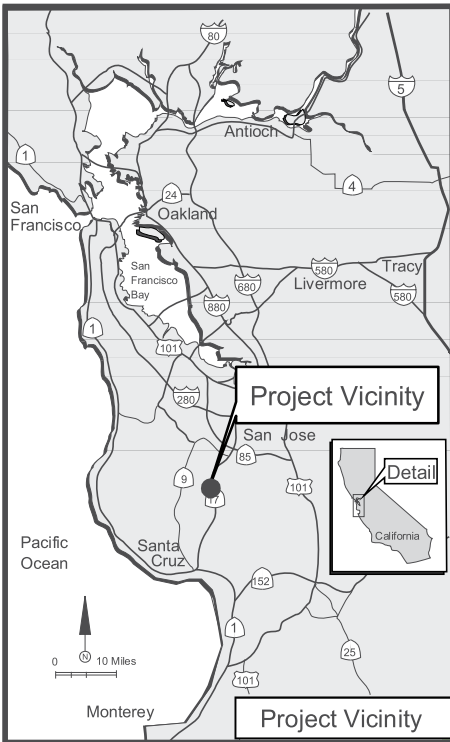 80
5
Antioch
1
4
24
San
Francisco
Oakland
San
Francisco
Bay
580
Tracy
680
Livermore
580
880
1
101
280
Project Vicinity
San Jose
85
9
101
17
Detail
California
Pacific
Ocean
Santa
Cruz
152
1
N
0 10 Miles
25
101
Monterey
Project Vicinity